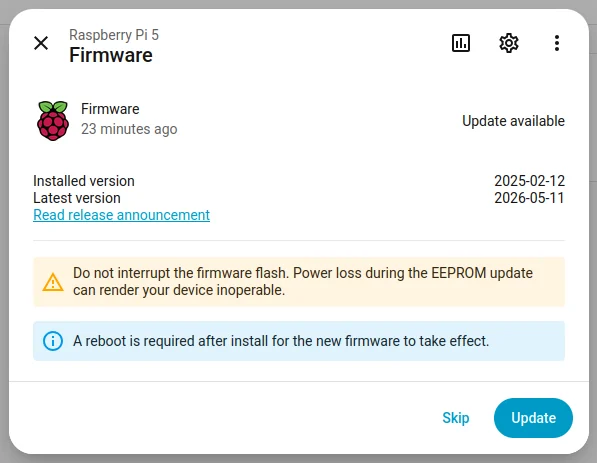 Raspberry Pi 5
Firmware
Firmware
23 minutes ago
Update available
Installed version 2025-02-12
Latest version 2026-05-11
Read release announcement
Do not interrupt the firmware flash. Power loss during the EEPROM update
can render your device inoperable.
A reboot is required after install for the new firmware to take effect.
Skip Update